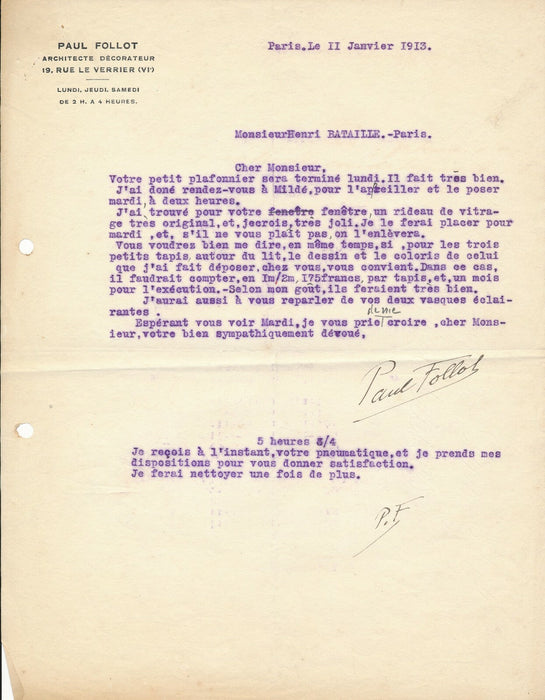 PAUL FOLLOT
ARCHITECTE DÉCORATEUR
19, RUE LE VERRIER (VIᵉ)
LUNDI, JEUDI, SAMEDI
DE 2 H. A 4 HEURES.
Paris.Le II Janvier 1913.
MonsieurHenri BATAILLE.-Paris.
Cher Monsieur,
Votre petit plafonnier sera terminé lundi.Il fait très bien.
J'ai doné rendez-vous à Mildé,pour l'appareiller et le poser
mardi,à deux heures.
J'ai trouvé pour votre fenetre fenêtre,un rideau de vitra-
ge très original,et,jecrois,très joli.Je le ferai placer pour
mardi ,et, s'il ne vous plait pas,on l'enlèvera.
Vous voudrez bien me dire,en même temps,si ,pour les trois
petits tapis,autour du lit,le dessin et le coloris de celui
que j'ai fait déposer,chez vous,vous convient.Dans ce cas,
il faudrait compter,en Im/2m,I75francs,par tapis,et,un mois
pour l'exécution.-Selon mon goût,ils feraient très bien.
J'aurai aussi à vous reparler de vos deux vasques éclai-
rantes .
Espérant vous voir Mardi,je vous prie de me croire ,cher Mons-
ieur,votre bien sympathiquement dévoué,
Paul Follot
5 heures 3/4
Je reçois à l'instant,votre pneumatique,et je prends mes
dispositions pour vous donner satisfaction.
Je ferai nettoyer une fois de plus.
P.F